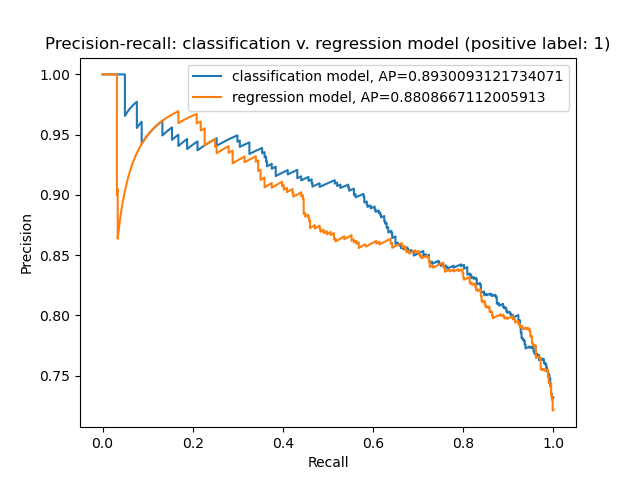 Precision-recall: classification v. regression model (positive label: 1)
classification model, AP=0.8930093121734071
regression model, AP=0.8808667112005913
1.00
0.95
0.90
0.85
0.80
0.75
Precision
0.0 0.2 0.4 0.6 0.8 1.0
Recall